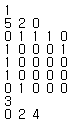 1
5 2 0
0 1 1 1 0
1 0 0 0 1
1 0 0 0 0
1 0 0 0 0
0 1 0 0 0
3
0 2 4